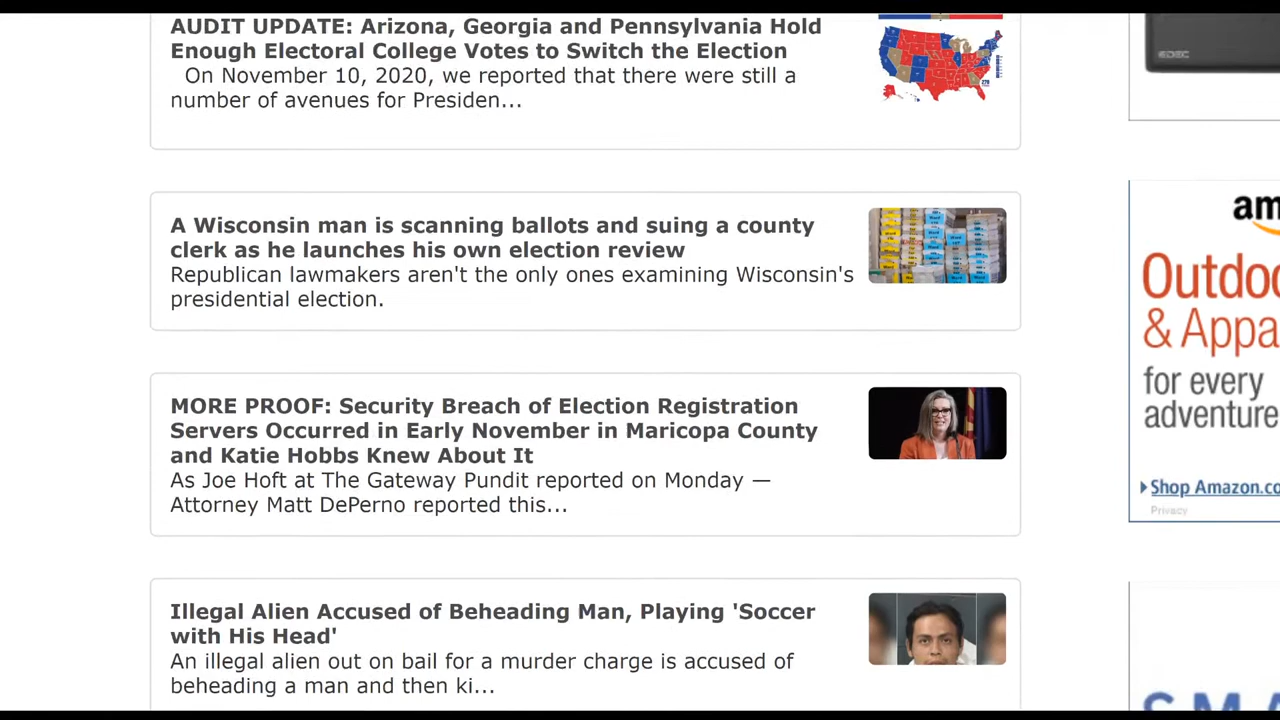 AUDIT UPDATE: Arizona, Georgia and Pennsylvania Hold
Enough Electoral College Votes to Switch the Election
On November 10, 2020, we reported that there were still a
number of avenues for Presiden...
A Wisconsin man is scanning ballots and suing a county
clerk as he launches his own election review
Republican lawmakers aren't the only ones examining Wisconsin's
presidential election.
MORE PROOF: Security Breach of Election Registration
Servers Occurred in Early November in Maricopa County
and Katie Hobbs Knew About It
As Joe Hoft at The Gateway Pundit reported on Monday —
Attorney Matt DePerno reported this...
Illegal Alien Accused of Beheading Man, Playing 'Soccer
with His Head'
An illegal alien out on bail for a murder charge is accused of
beheading a man and then ki...
am
Outdoo
& Appa
for every
adventure
Shop Amazon.co
Privacy